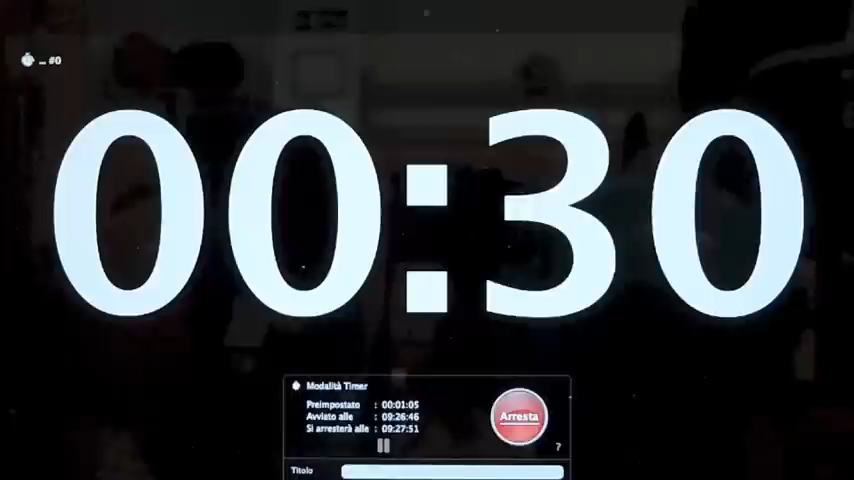 _ #0
00:30
Modalità Timer
Preimpostato : 00:01:05
Avviato alle : 09:26:46
Si arresterà alle : 09:27:51
Arresta
?
Titolo